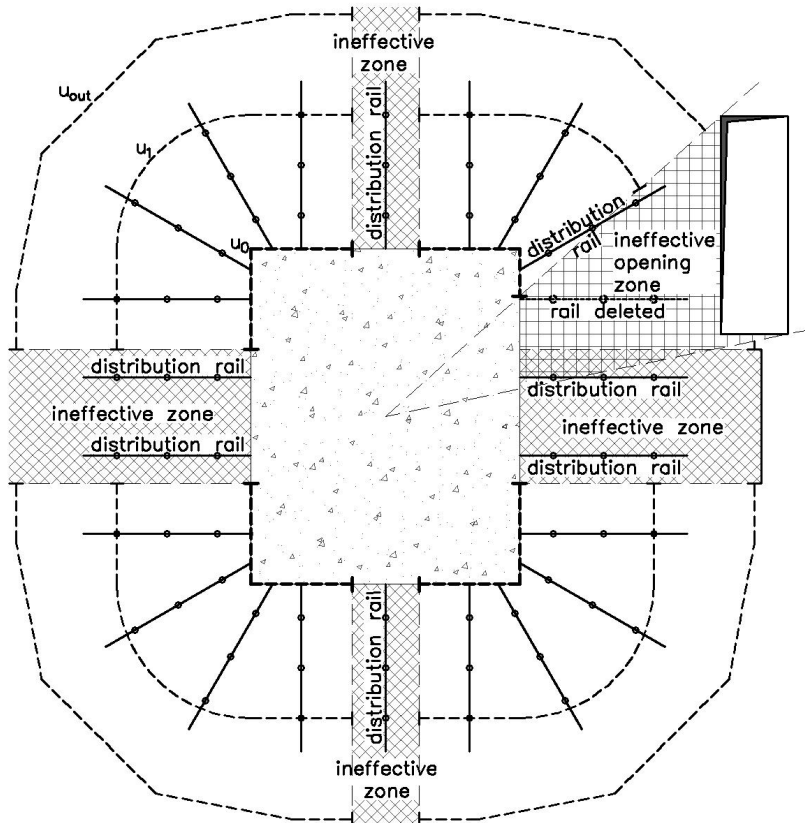 ineffective
zone
u_out
distribution rail
u_1
u_0
distribution
rail
ineffective
opening
zone
rail deleted
distribution rail
distribution rail
ineffective zone
ineffective zone
distribution rail
distribution rail
distribution rail
ineffective
zone